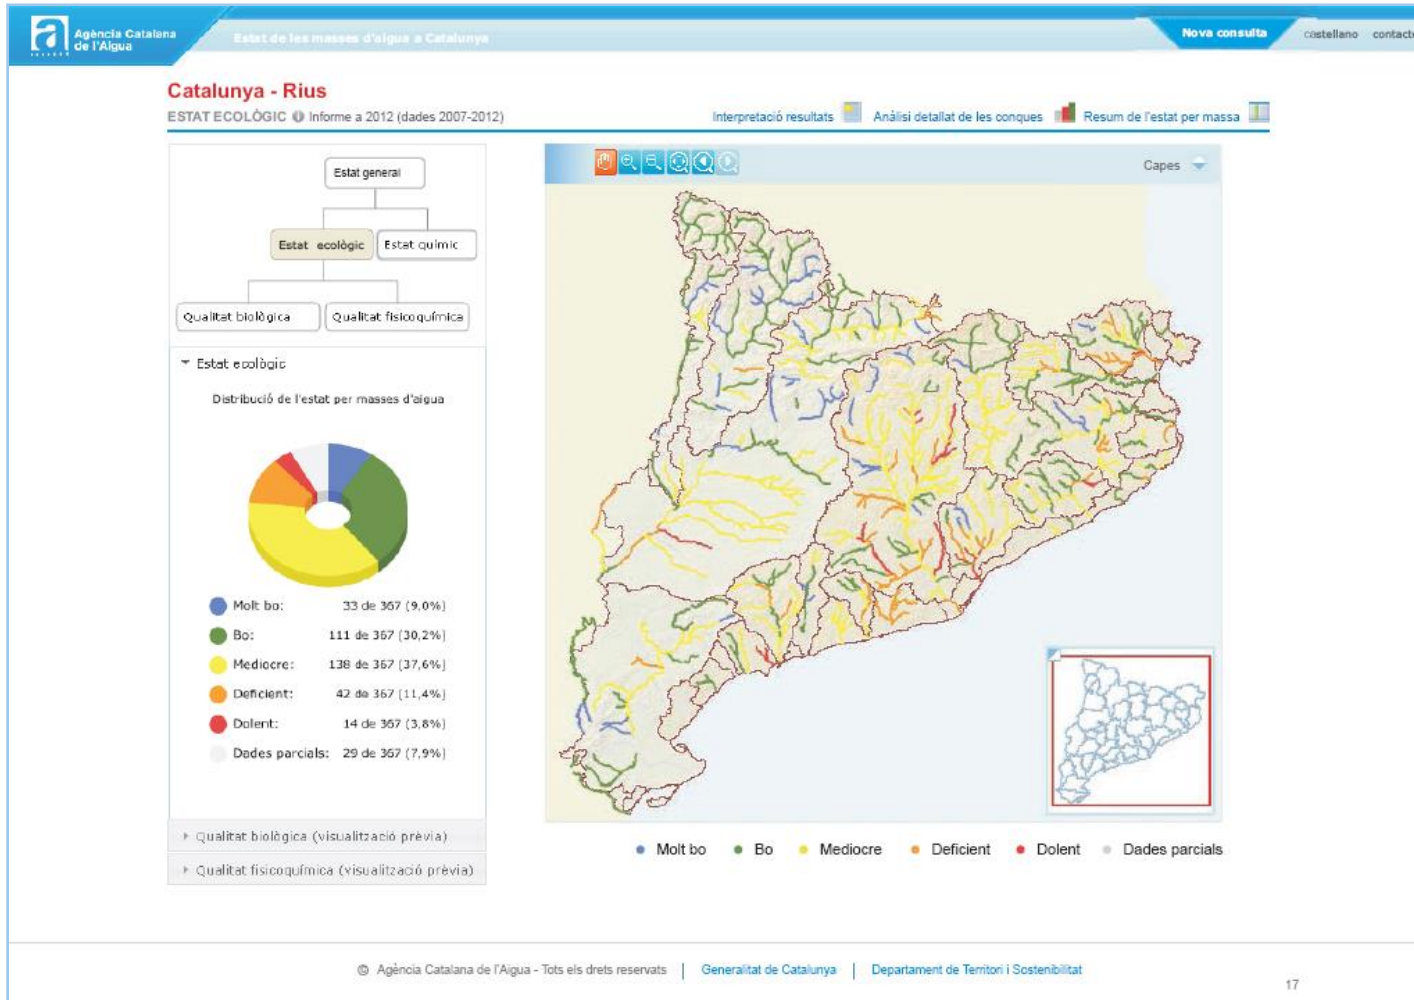 Agència Catalana
de l'Aigua
Estat de les masses d'aigua a Catalunya
Nova consulta
castellano
contacte
Catalunya - Rius
ESTAT ECOLÒGIC Informe a 2012 (dades 2007-2012)
Interpretació resultats
Anàlisi detallat de les conques
Resum de l'estat per massa
Estat general
Estat ecològic
Estat químic
Qualitat biològica
Qualitat fisicoquímica
Estat ecològic
Distribució de l'estat per masses d'aigua
Molt bo: 33 de 367 (9,0%)
Bo: 111 de 367 (30,2%)
Mediocre: 138 de 367 (37,6%)
Deficient: 42 de 367 (11,4%)
Dolent: 14 de 367 (3,8%)
Dades parcials: 29 de 367 (7,9%)
Qualitat biològica (visualització prèvia)
Qualitat fisicoquímica (visualització prèvia)
Capes
Molt bo
Bo
Mediocre
Deficient
Dolent
Dades parcials
© Agència Catalana de l'Aigua - Tots els drets reservats | Generalitat de Catalunya | Departament de Territori i Sostenibilitat
17